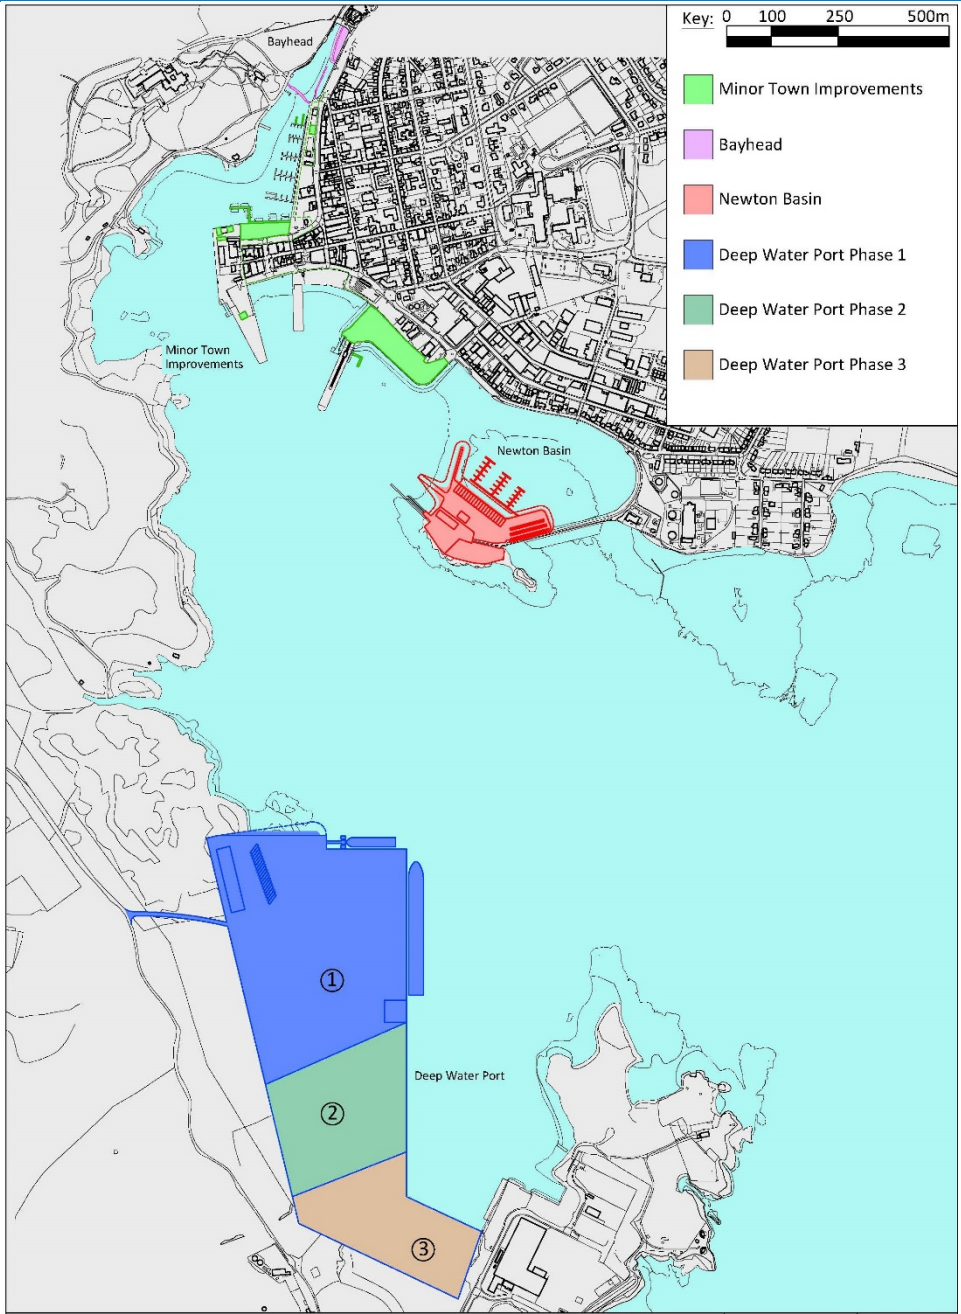 Key: 0 100 250 500m
Bayhead
Minor Town Improvements
Bayhead
Newton Basin
Deep Water Port Phase 1
Deep Water Port Phase 2
Deep Water Port Phase 3
Minor Town
Improvements
Newton Basin
①
Deep Water Port
②
③